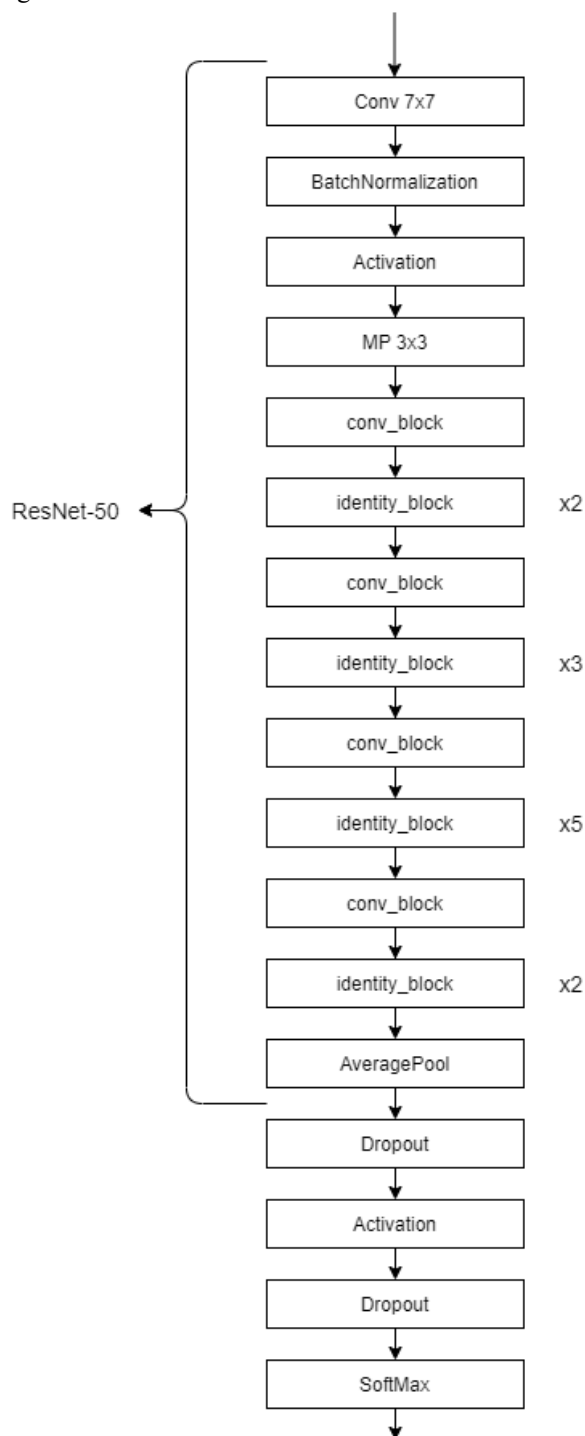 Conv 7x7
BatchNormalization
Activation
MP 3x3
conv_block
ResNet-50
identity_block x2
conv_block
identity_block x3
conv_block
identity_block x5
conv_block
identity_block x2
AveragePool
Dropout
Activation
Dropout
SoftMax